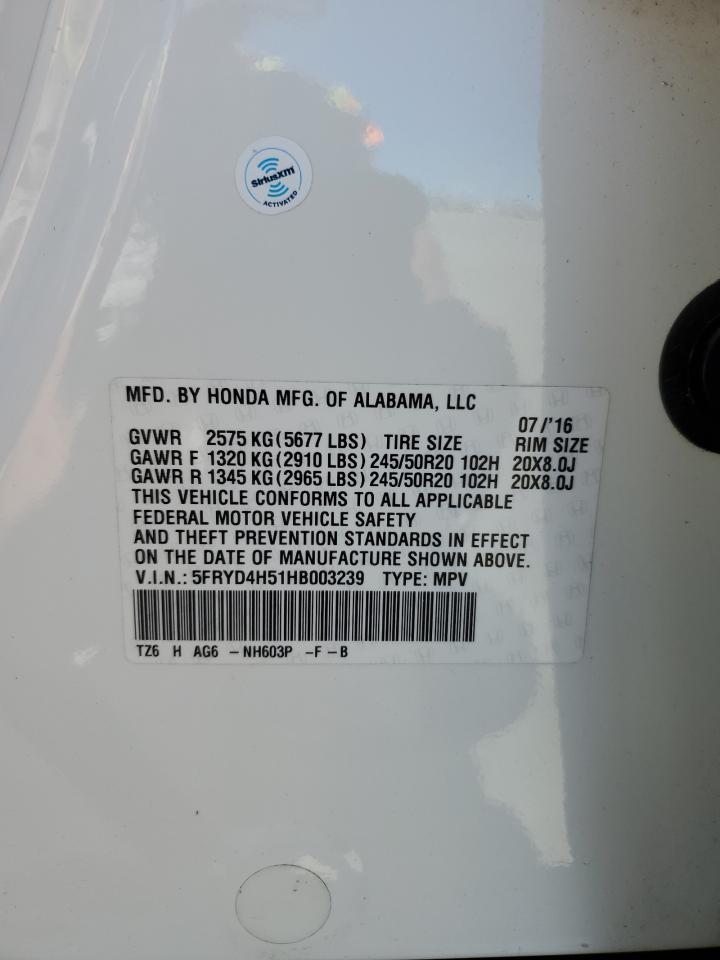 SiriusXM
ACTIVATED
MFD. BY HONDA MFG. OF ALABAMA, LLC
07/'16
GVWR 2575 KG (5677 LBS) TIRE SIZE RIM SIZE
GAWR F 1320 KG (2910 LBS) 245/50R20 102H 20X8.0J
GAWR R 1345 KG (2965 LBS) 245/50R20 102H 20X8.0J
THIS VEHICLE CONFORMS TO ALL APPLICABLE
FEDERAL MOTOR VEHICLE SAFETY
AND THEFT PREVENTION STANDARDS IN EFFECT
ON THE DATE OF MANUFACTURE SHOWN ABOVE.
V.I.N.: 5FRYD4H51HB003239 TYPE: MPV
TZ6 H AG6 -NH603P -F-B